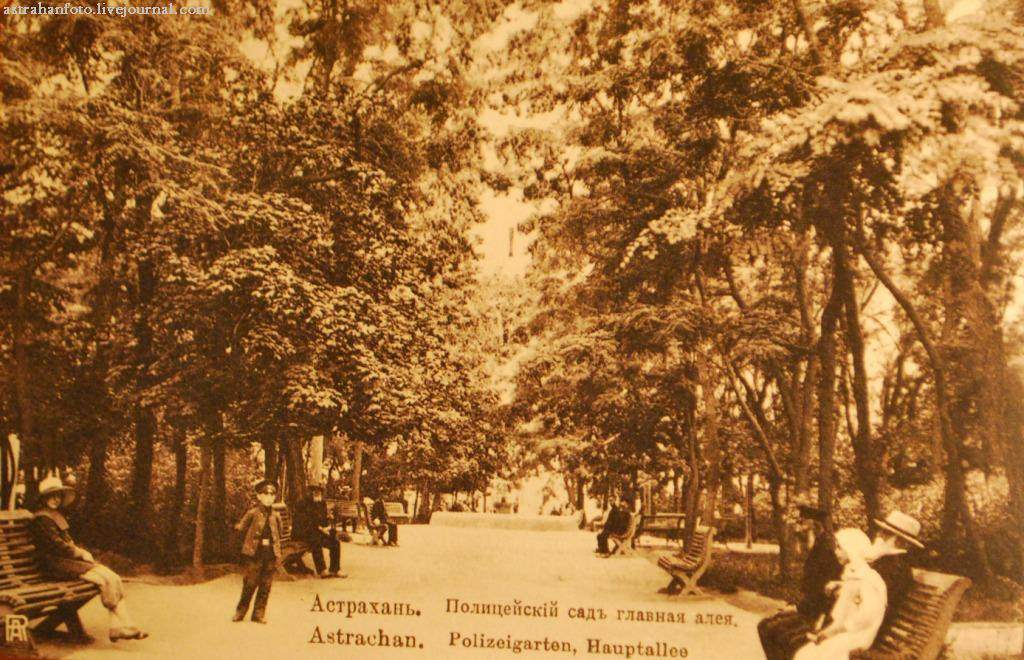 astrahanfoto.livejournal.com
Астрахань. Полицейскій садъ главная алея.
Astrachan. Polizeigarten, Hauptallee